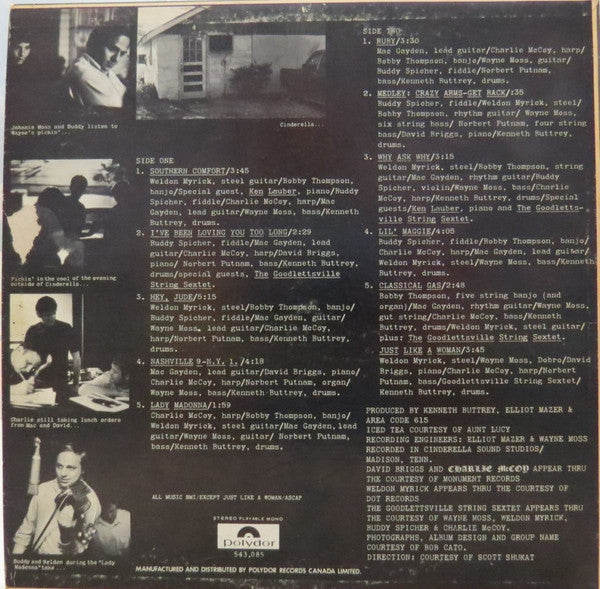 Johnnie Moss and Buddy listen to
Wayne's pickin'...
Cinderella...
Pickin' in the cool of the evening
outside of Cinderella...
Charlie still taking lunch orders
from Mac and David...
Buddy and Weldon during the "Lady
Madonna" take...
SIDE ONE
1. SOUTHERN COMFORT/3:45
Weldon Myrick, steel guitar/Bobby Thompson,
banjo/Special guest, Ken Lauber, piano/Buddy
Spicher, fiddle/Charlie McCoy, harp/Mac
Gayden, lead guitar/Wayne Moss, bass/Kenneth
Buttrey, drums.
2. I'VE BEEN LOVING YOU TOO LONG/2:29
Buddy Spicher, fiddle/Mac Gayden, lead
guitar/Charlie McCoy, harp/David Briggs,
piano/ Norbert Putnam, bass/Kenneth Buttrey,
drums/special guests, The Goodlettsville
String Sextet.
3. HEY, JUDE/5:15
Weldon Myrick, steel/Bobby Thompson, banjo/
Buddy Spicher, fiddle/Mac Gayden, guitar/
Wayne Moss, lead guitar/Charlie McCoy,
harp/Norbert Putnam, bass/Kenneth Buttrey,
drums.
4. NASHVILLE 9-N.Y. 1,/4:18
Mac Gayden, lead guitar/David Briggs, piano/
Charlie McCoy, harp/Norbert Putnam, organ/
Wayne Moss, bass/Kenneth Buttrey, drums.
5. LADY MADONNA/1:59
Charlie McCoy, harp/Bobby Thompson, banjo/
Weldon Myrick, steel guitar/Mac Gayden, lead
guitar/Wayne Moss, guitar/ Norbert Putnam,
bass/Kenneth Buttrey, drums.
ALL MUSIC BMI/EXCEPT JUST LIKE A WOMAN/ASCAP
SIDE TWO
1. RUBY/3:30
Mac Gayden, lead guitar/Charlie McCoy, harp/
Bobby Thompson, banjo/Wayne Moss, guitar/
Buddy Spicher, fiddle/Norbert Putnam,
bass/Kenneth Buttrey, drums.
2. MEDLEY: CRAZY ARMS-GET BACK/:35
Buddy Spicher, fiddle/Weldon Myrick, steel/
Bobby Thompson, rhythm guitar/ Wayne Moss,
six string bass/ Norbert Putnam, four string
bass/David Briggs, piano/Kenneth Buttrey,
drums.
3. WHY ASK WHY/3:15
Weldon Myrick, steel/Bobby Thompson, string
guitar/Mac Gayden, rhythm guitar/Buddy
Spicher, violin/Wayne Moss, bass/Charlie
McCoy, harp/Kenneth Buttrey, drums/Special
guests/Ken Lauber, piano and The Goodletts-
ville String Sextet.
4. LIL' MAGGIE/4:05
Buddy Spicher, fiddle/Bobby Thompson, banjo/
Charlie McCoy, harp/Mac Gayden, lead guitar/
Weldon Myrick, steel/Wayne Moss, bass/Kenneth
Buttrey, drums.
5. CLASSICAL GAS/2:48
Bobby Thompson, five string banjo (and
organ)/Mac Gayden, rhythm guitar/Wayne Moss,
gut string/Charlie McCoy, bass/Kenneth
Buttrey, drums/Weldon Myrick, steel guitar/
plus: The Goodlettsville String Sextet.
JUST LIKE A WOMAN/3:45
Weldon Myrick, steel/Wayne Moss, Dobro/David
Briggs, piano/Charlie McCoy, harp/Norbert
Putnam, bass/Goodlettsville String Sextet/
Kenneth Buttrey, drums.
PRODUCED BY KENNETH BUTTREY, ELLIOT MAZER &
AREA CODE 615
ICED TEA COURTESY OF AUNT LUCY
RECORDING ENGINEERS: ELLIOT MAZER & WAYNE MOSS
RECORDED IN CINDERELLA SOUND STUDIOS/
MADISON, TENN.
DAVID BRIGGS AND CHARLIE McCOY APPEAR THRU
THE COURTESY OF MONUMENT RECORDS
WELDON MYRICK APPEARS THRU THE COURTESY OF
DOT RECORDS
THE GOODLETTSVILLE STRING SEXTET APPEARS THRU
THE COURTESY OF WAYNE MOSS, WELDON MYRICK,
BUDDY SPICHER & CHARLIE McCOY.
PHOTOGRAPHS, ALBUM DESIGN AND GROUP NAME
COURTESY OF BOB CATO.
DIRECTION: COURTESY OF SCOTT SHUKAT
STEREO PLAYABLE MONO
polydor
543,085
MANUFACTURED AND DISTRIBUTED BY POLYDOR RECORDS CANADA LIMITED.